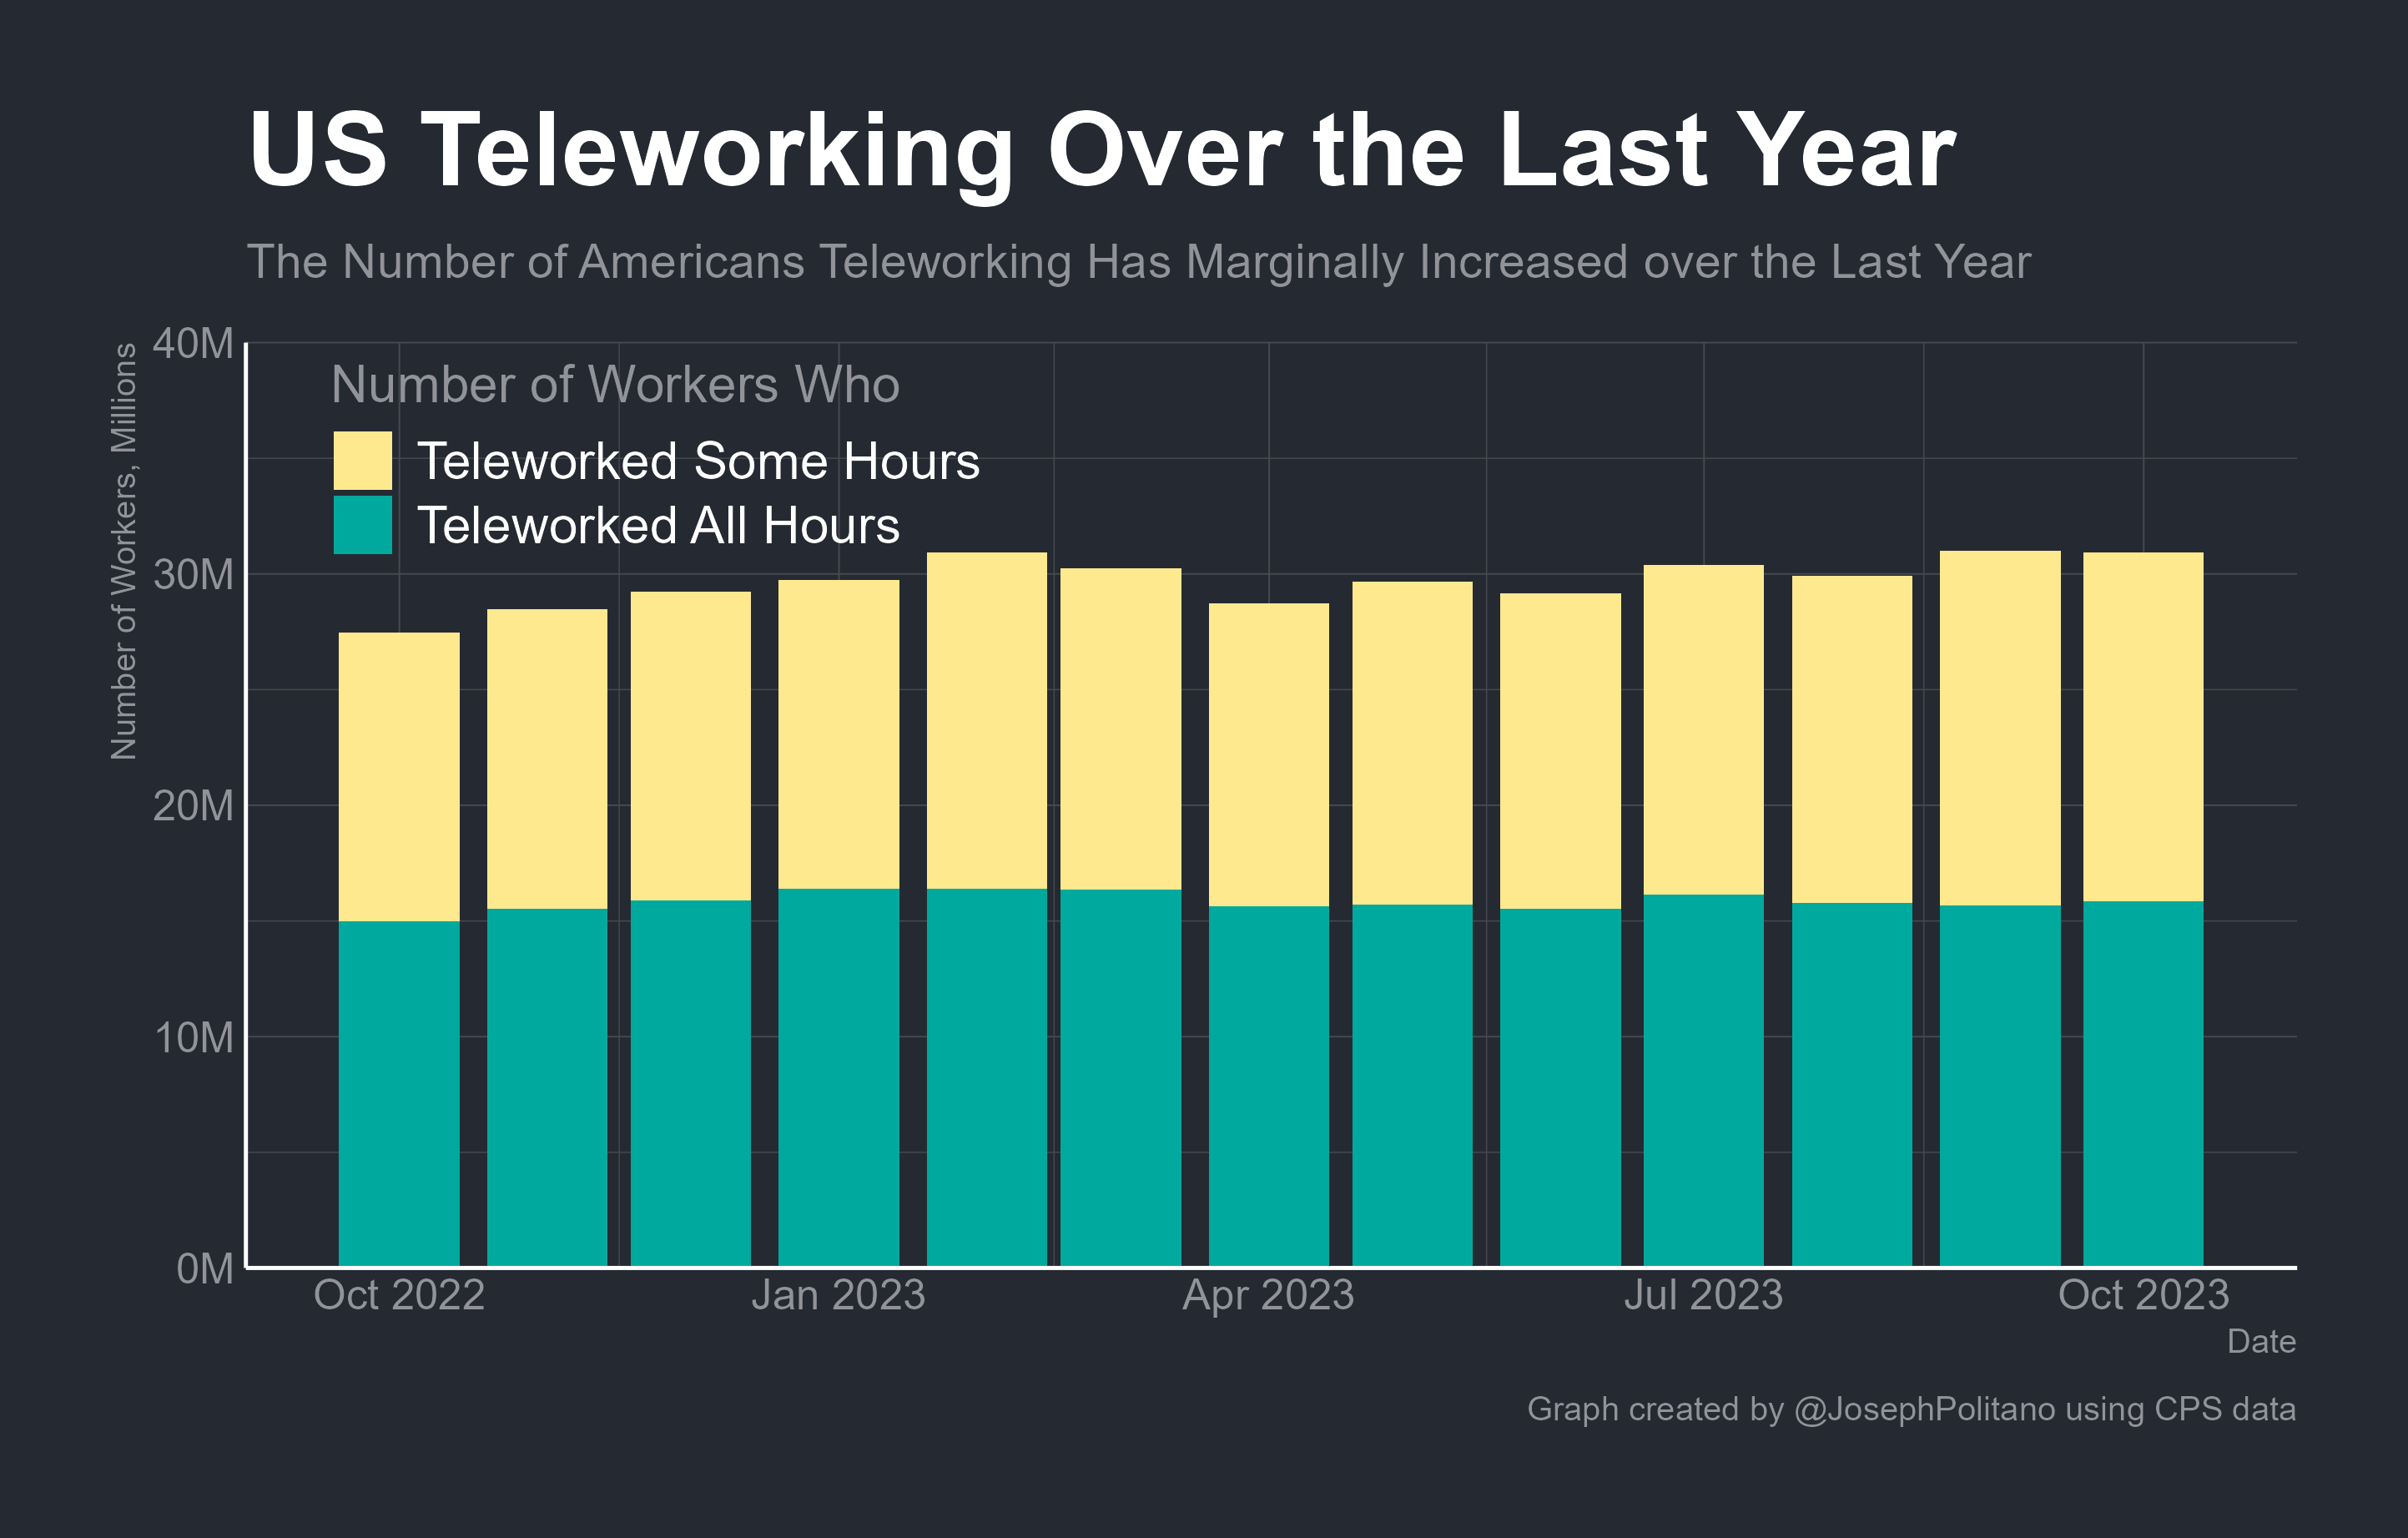 US Teleworking Over the Last Year
The Number of Americans Teleworking Has Marginally Increased over the Last Year
Number of Workers, Millions
40M
30M
20M
10M
0M
Number of Workers Who
Teleworked Some Hours
Teleworked All Hours
Oct 2022
Jan 2023
Apr 2023
Jul 2023
Oct 2023
Date
Graph created by @JosephPolitano using CPS data